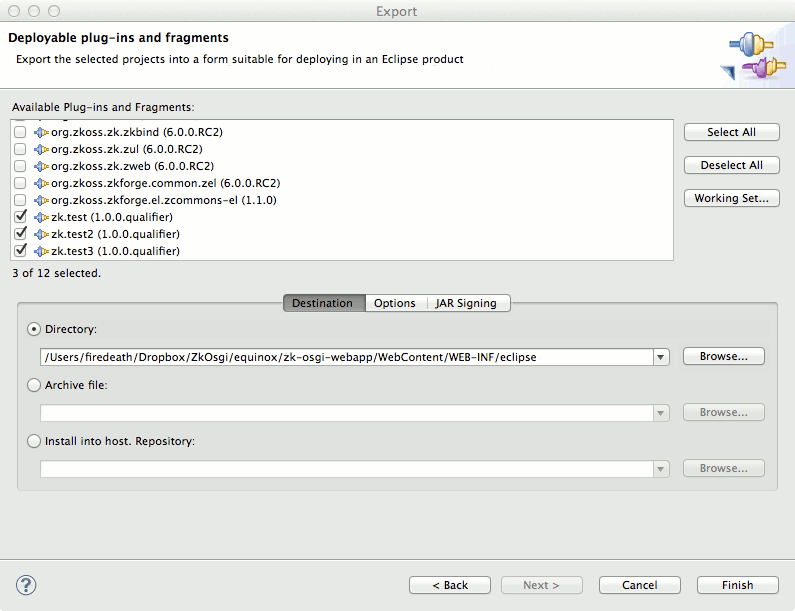 Export
Deployable plug-ins and fragments
Export the selected projects into a form suitable for deploying in an Eclipse product
Available Plug-ins and Fragments:
org.zkoss.zk.zkbind (6.0.0.RC2)
org.zkoss.zk.zul (6.0.0.RC2)
org.zkoss.zk.zweb (6.0.0.RC2)
org.zkoss.zkforge.common.zel (6.0.0.RC2)
org.zkoss.zkforge.el.zcommons-el (1.1.0)
zk.test (1.0.0.qualifier)
zk.test2 (1.0.0.qualifier)
zk.test3 (1.0.0.qualifier)
Select All
Deselect All
Working Set...
3 of 12 selected.
Destination Options JAR Signing
Directory:
/Users/firedeath/Dropbox/ZkOsgi/equinox/zk-osgi-webapp/WebContent/WEB-INF/eclipse Browse...
Archive file:
Browse...
Install into host. Repository:
Browse...
? < Back Next > Cancel Finish